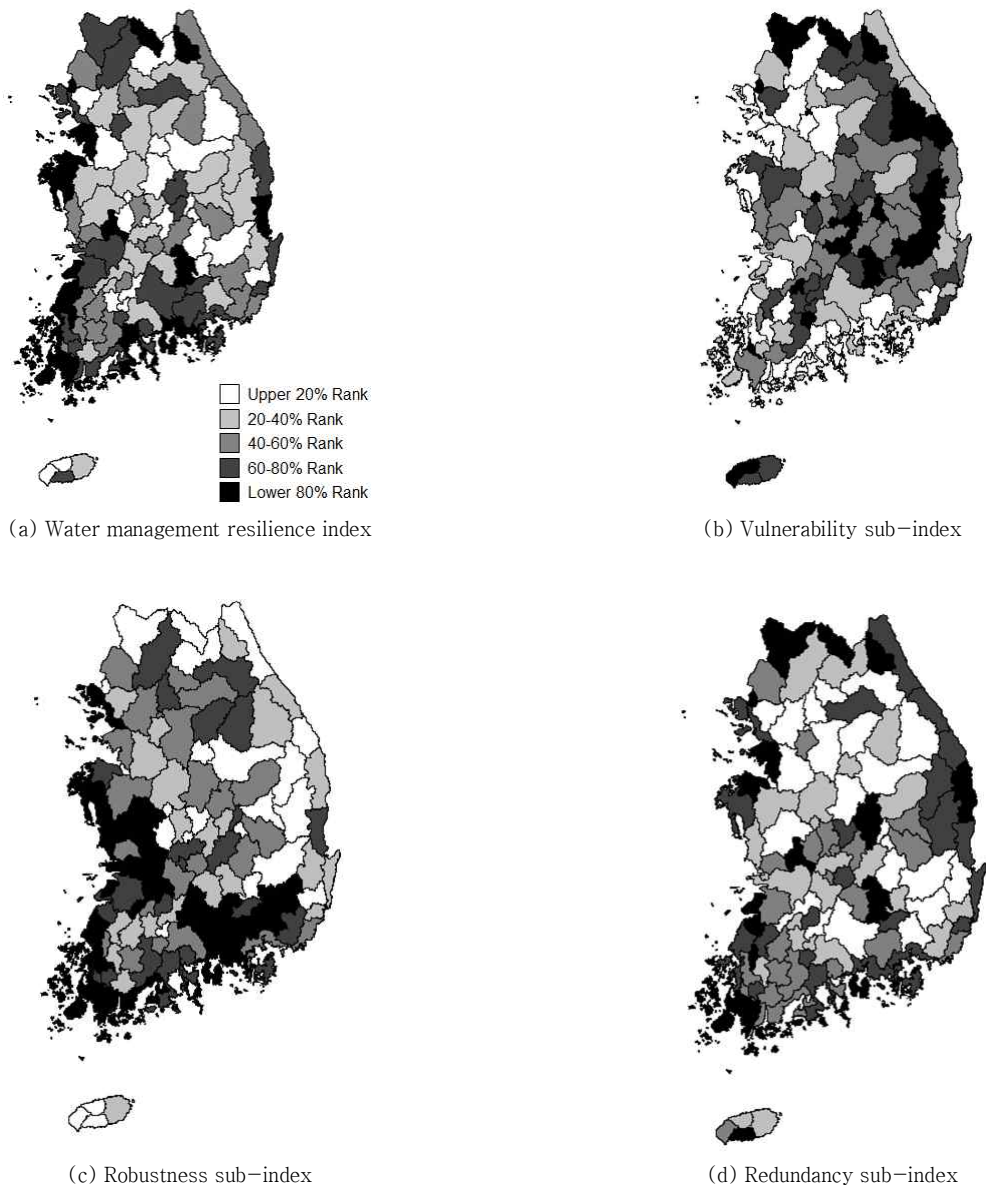 Upper 20% Rank
20-40% Rank
40-60% Rank
60-80% Rank
Lower 80% Rank
(a) Water management resilience index
(b) Vulnerability sub-index
(c) Robustness sub-index
(d) Redundancy sub-index